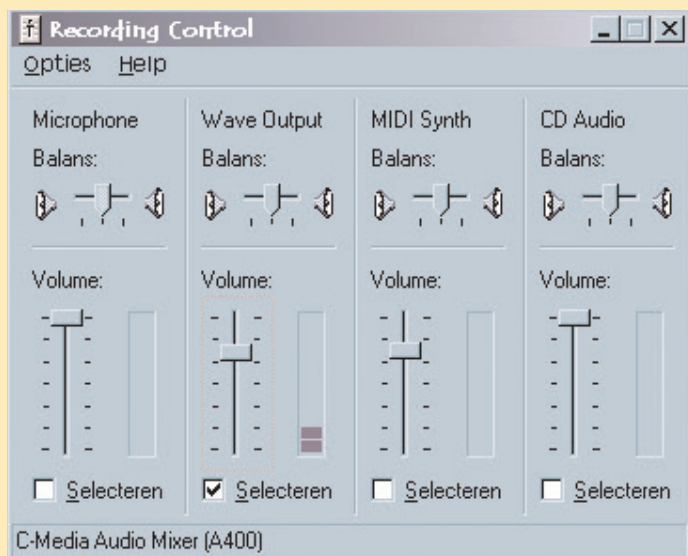 Recording Control
Opties Help
Microphone Wave Output MIDI Synth CD Audio
Balans: Balans: Balans: Balans:
Volume: Volume: Volume: Volume:
Selecteren Selecteren Selecteren Selecteren
C-Media Audio Mixer (A400)